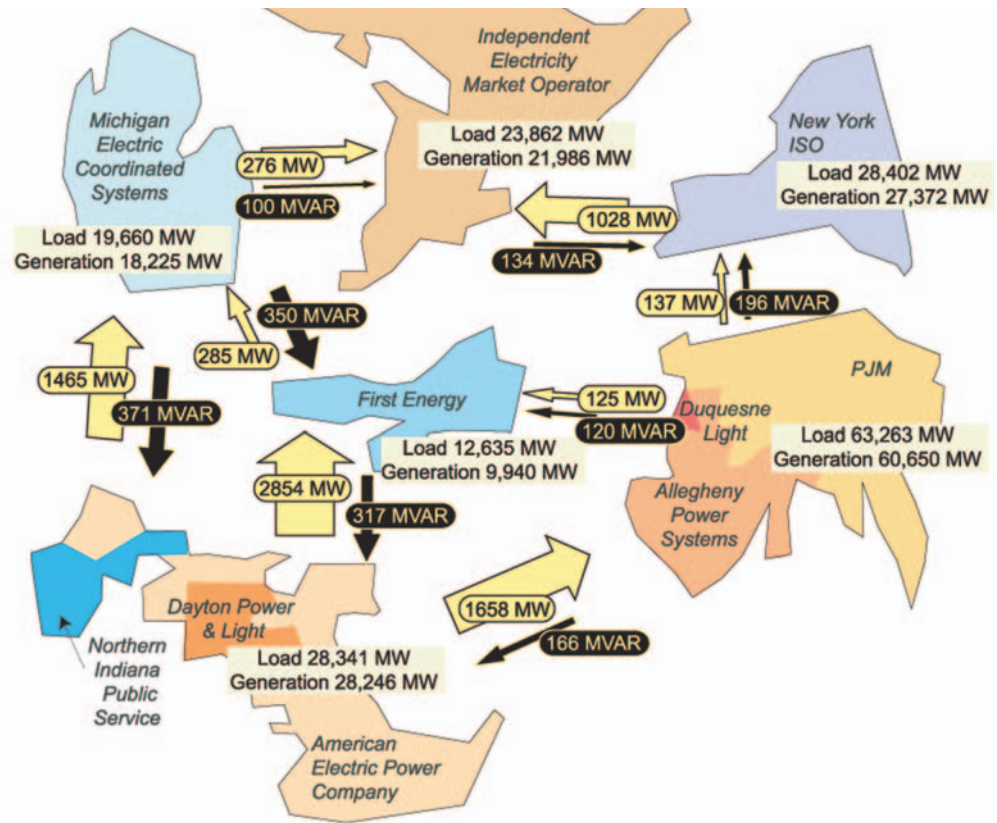 Independent
Electricity
Market Operator
Michigan
Electric
Coordinated
Systems
New York
ISO
Load 23,862 MW
Generation 21,986 MW
276 MW
100 MVAR
Load 28,402 MW
Generation 27,372 MW
1028 MW
134 MVAR
Load 19,660 MW
Generation 18,225 MW
137 MW
196 MVAR
350 MVAR
285 MW
1465 MW
371 MVAR
First Energy
125 MW
120 MVAR
PJM
Duquesne
Light
Load 12,635 MW
Generation 9,940 MW
Load 63,263 MW
Generation 60,650 MW
2854 MW
317 MVAR
Allegheny
Power
Systems
Dayton Power
& Light
1658 MW
166 MVAR
Load 28,341 MW
Generation 28,246 MW
Northern
Indiana
Public
Service
American
Electric Power
Company